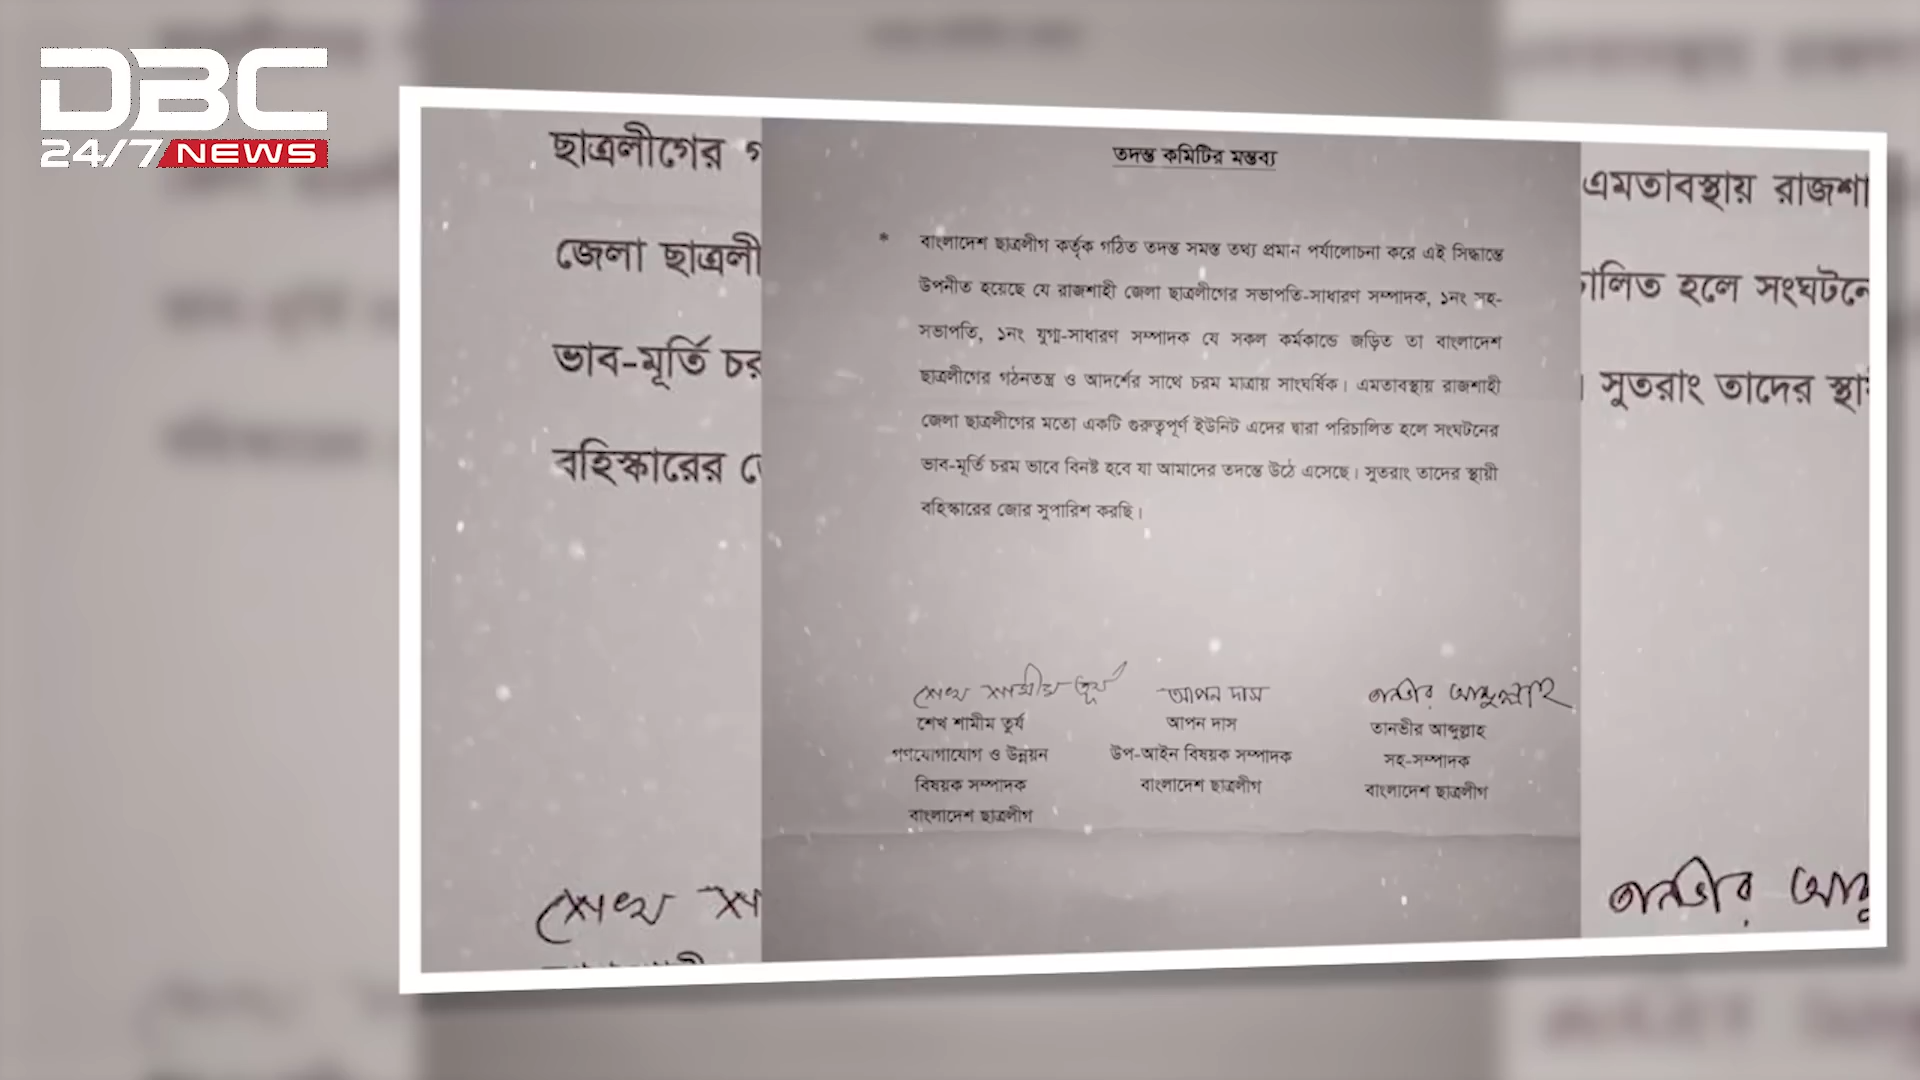 DBC
24/7 NEWS
ছাত্রলীগের গ
জেলা ছাত্রলী
ভাব-মূর্তি চর
বহিস্কারের
তদন্ত কমিটির মন্তব্য
* বাংলাদেশ ছাত্রলীগ কর্তৃক গঠিত তদন্ত সমস্ত তথ্য প্রমান পর্যালোচনা করে এই সিদ্ধান্তে
উপনীত হয়েছে যে রাজশাহী জেলা ছাত্রলীগের সভাপতি-সাধারণ সম্পাদক, ১নং সহ-
সভাপতি, ১নং যুগ্ম-সাধারণ সম্পাদক যে সকল কর্মকান্ডে জড়িত তা বাংলাদেশ
ছাত্রলীগের গঠনতন্ত্র ও আদর্শের সাথে চরম মাত্রায় সাংঘর্ষিক। এমতাবস্থায় রাজশাহী
জেলা ছাত্রলীগের মতো একটি গুরুত্বপূর্ণ ইউনিট এদের দ্বারা পরিচালিত হলে সংঘটনের
ভাব-মূর্তি চরম ভাবে বিনষ্ট হবে যা আমাদের তদন্তে উঠে এসেছে। সুতরাং তাদের স্থায়ী
বহিস্কারের জোর সুপারিশ করছি।
শেখ শামীম তূর্য আপন দাস তানভীর আব্দুল্লাহ
শেখ শামীম তুর্য আপন দাস তানভীর আব্দুল্লাহ
গণযোগাযোগ ও উন্নয়ন উপ-আইন বিষয়ক সম্পাদক সহ-সম্পাদক
বিষয়ক সম্পাদক বাংলাদেশ ছাত্রলীগ বাংলাদেশ ছাত্রলীগ
বাংলাদেশ ছাত্রলীগ
এমতাবস্থায় রাজশা
চালিত হলে সংঘটনে
। সুতরাং তাদের স্থা
শেখ শা
তানভীর আব্দু